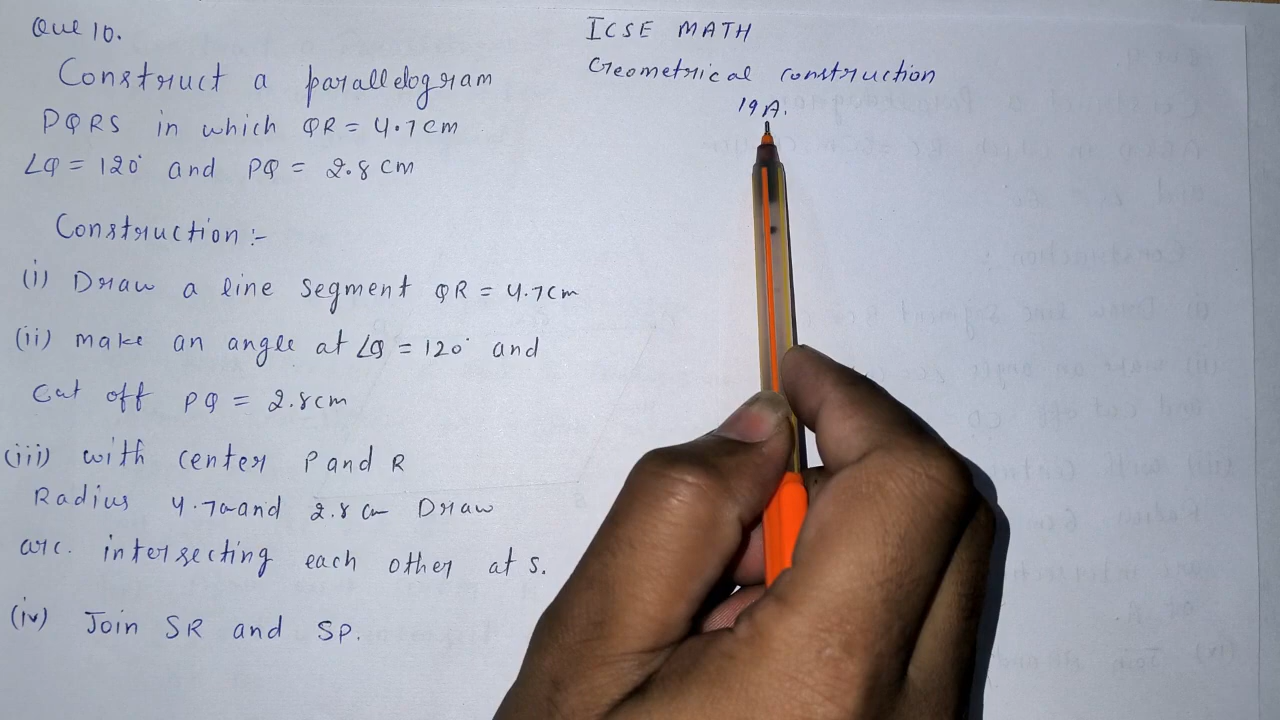 Que 10.
Construct a parallelogram
PQRS in which QR = 4.7cm
∠Q = 120° and PQ = 2.8 cm
Construction :-
(i) Draw a line segment QR = 4.7cm
(ii) make an angle at ∠Q = 120° and
Cut off PQ = 2.8cm
(iii) with center P and R
Radius 4.7 and 2.8 cm Draw
arc. intersecting each other at S.
(iv) Join SR and SP.
ICSE MATH
Geometrical construction
19A.